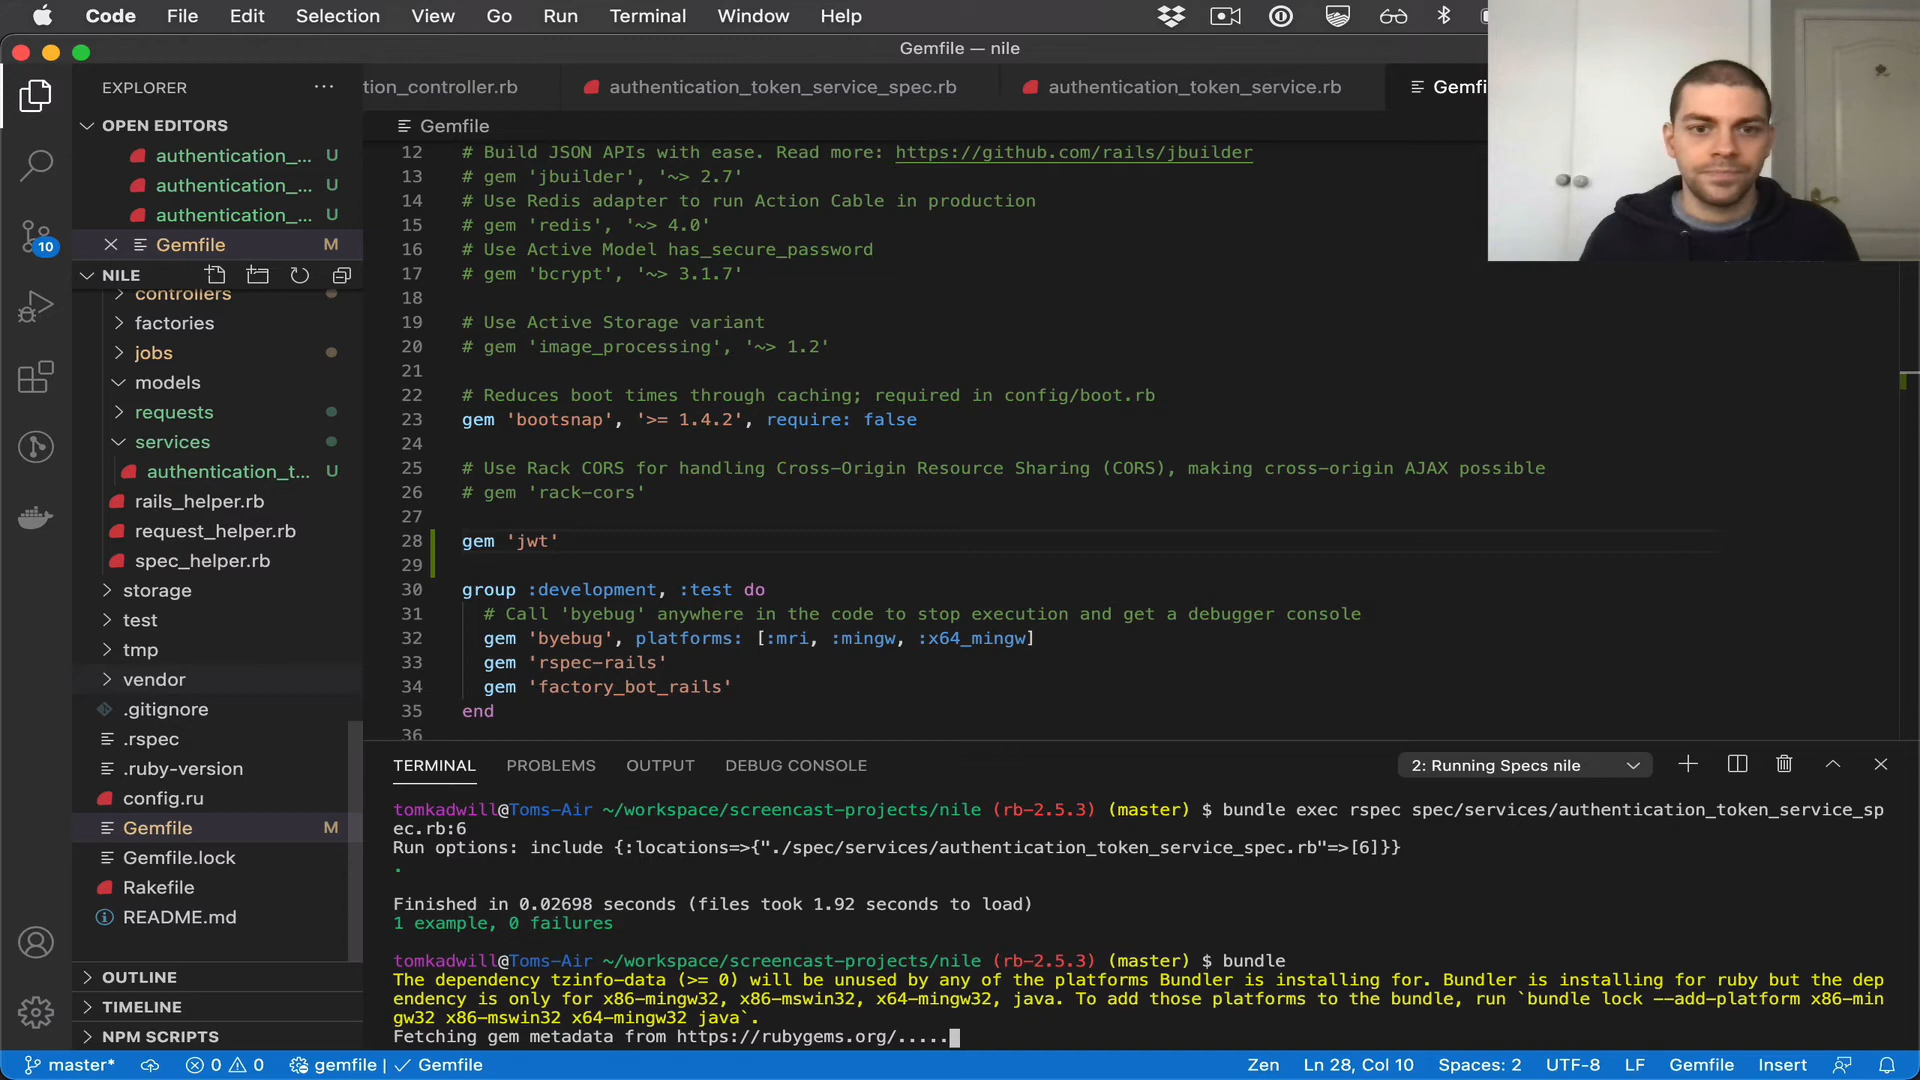 Code File Edit Selection View Go Run Terminal Window Help
Gemfile — nile
EXPLORER
tion_controller.rb authentication_token_service_spec.rb authentication_token_service.rb Gemfi
OPEN EDITORS
authentication_... U
authentication_... U
authentication_... U
Gemfile M
10
NILE
controllers
factories
jobs
models
requests
services
authentication_t... U
rails_helper.rb
request_helper.rb
spec_helper.rb
storage
test
tmp
vendor
.gitignore
.rspec
.ruby-version
config.ru
Gemfile M
Gemfile.lock
Rakefile
README.md
OUTLINE
TIMELINE
NPM SCRIPTS
Gemfile
12 # Build JSON APIs with ease. Read more: https://github.com/rails/jbuilder
13 # gem 'jbuilder', '~> 2.7'
14 # Use Redis adapter to run Action Cable in production
15 # gem 'redis', '~> 4.0'
16 # Use Active Model has_secure_password
17 # gem 'bcrypt', '~> 3.1.7'
18
19 # Use Active Storage variant
20 # gem 'image_processing', '~> 1.2'
21
22 # Reduces boot times through caching; required in config/boot.rb
23 gem 'bootsnap', '>= 1.4.2', require: false
24
25 # Use Rack CORS for handling Cross-Origin Resource Sharing (CORS), making cross-origin AJAX possible
26 # gem 'rack-cors'
27
28 gem 'jwt'
29
30 group :development, :test do
31 # Call 'byebug' anywhere in the code to stop execution and get a debugger console
32 gem 'byebug', platforms: [:mri, :mingw, :x64_mingw]
33 gem 'rspec-rails'
34 gem 'factory_bot_rails'
35 end
36
TERMINAL PROBLEMS OUTPUT DEBUG CONSOLE 2: Running Specs nile
tomkadwill@Toms-Air ~/workspace/screencast-projects/nile (rb-2.5.3) (master) $ bundle exec rspec spec/services/authentication_token_service_sp
ec.rb:6
Run options: include {:locations=>{"./spec/services/authentication_token_service_spec.rb"=>[6]}}
.
Finished in 0.02698 seconds (files took 1.92 seconds to load)
1 example, 0 failures
tomkadwill@Toms-Air ~/workspace/screencast-projects/nile (rb-2.5.3) (master) $ bundle
The dependency tzinfo-data (>= 0) will be unused by any of the platforms Bundler is installing for. Bundler is installing for ruby but the dep
endency is only for x86-mingw32, x86-mswin32, x64-mingw32, java. To add those platforms to the bundle, run `bundle lock --add-platform x86-min
gw32 x86-mswin32 x64-mingw32 java`.
Fetching gem metadata from https://rubygems.org/.....
master* 0 0 gemfile | Gemfile Zen Ln 28, Col 10 Spaces: 2 UTF-8 LF Gemfile Insert